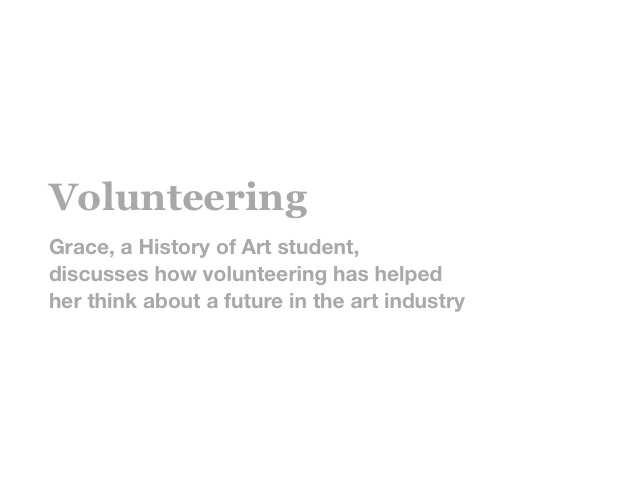 Volunteering
Grace, a History of Art student,
discusses how volunteering has helped
her think about a future in the art industry